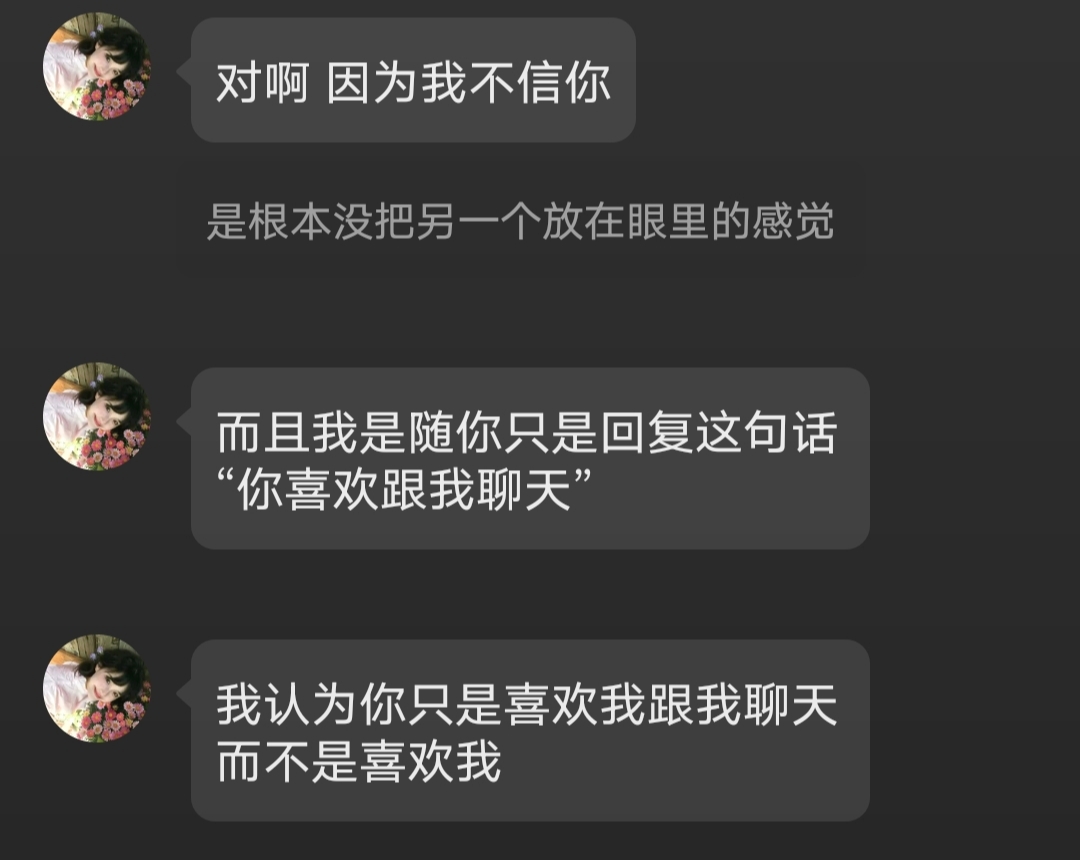 对啊 因为我不信你
是根本没把另一个放在眼里的感觉
而且我是随你只是回复这句话
“你喜欢跟我聊天”
我认为你只是喜欢我跟我聊天
而不是喜欢我